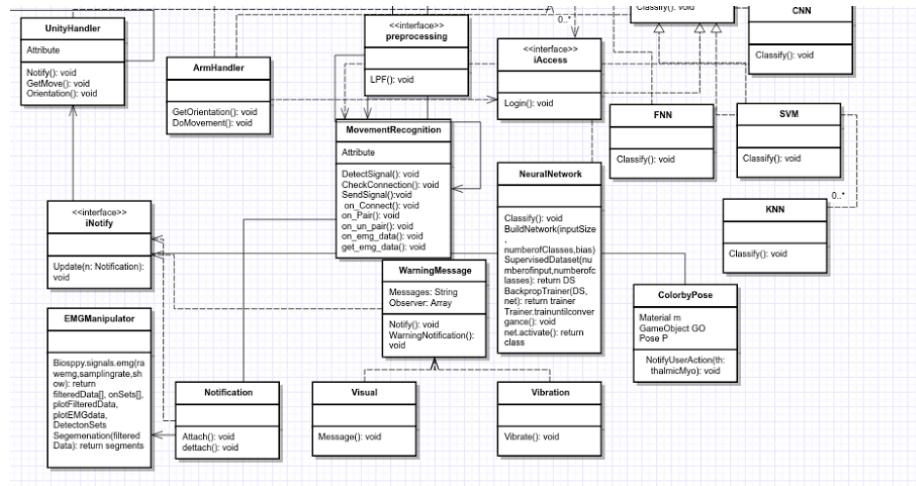 UnityHandler
Attribute
Notify(): void
GetMove(): void
Orientation(): void
ArmHandler
GetOrientation(): void
DoMovement(): void
<<interface>>
preprocessing
LPF(): void
0..*
<<interface>>
iAccess
Login(): void
Classify(): void
CNN
Classify(): void
FNN
Classify(): void
SVM
Classify(): void
0..*
KNN
Classify(): void
MovementRecognition
Attribute
DetectSignal(): void
CheckConnection(): void
SendSignal():void
on_Connect(): void
on_Pair(): void
on_un_pair(): void
on_emg_data(): void
get_emg_data(): void
NeuralNetwork
Classify(): void
BuildNetwork(inputSize
,
numberofClasses,bias)
SupervisedDataset(nu
mberofinput,numberofc
lasses): return DS
BackpropTrainer(DS,
net): return trainer
Trainer.trainuntilconver
gance(): void
net.activate(): return
class
<<interface>>
iNotify
Update(n: Notification):
void
WarningMessage
Messages: String
Observer: Array
Notify(): void
WarningNotification():
void
ColorbyPose
Material m
GameObject GO
Pose P
NotifyUserAction(th:
thalmicMyo): void
EMGManipulator
Biosppy.signals.emg(ra
wemg,samplingrate,sh
ow): return
filteredData[], onSets[],
plotFilteredData,
plotEMGdata,
DetectonSets
Segemenation(filtered
Data): return segments
Notification
Attach(): void
dettach(): void
Visual
Message(): void
Vibration
Vibrate(): void